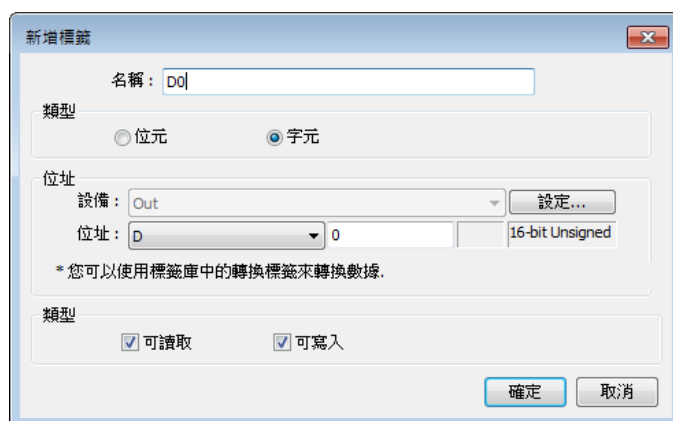 新增標籤
名稱： D0
類型
位元 字元
位址
設備： Out 設定...
位址： D 0 16-bit Unsigned
*您可以使用標籤庫中的轉換標籤來轉換數據.
類型
可讀取 可寫入
確定 取消